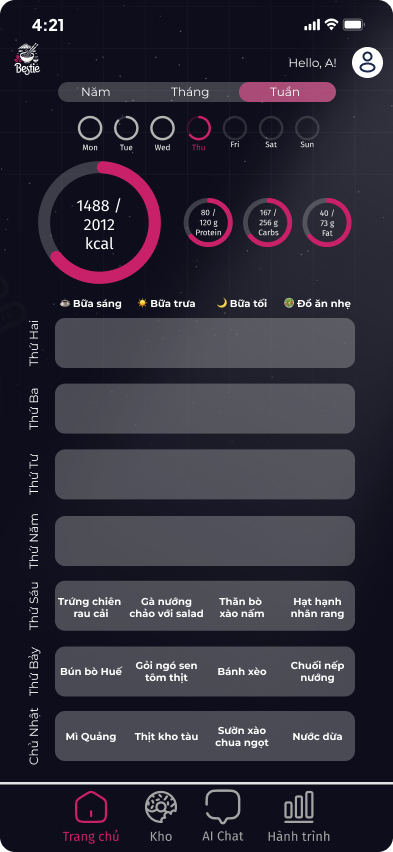 4:21
Bestie
Hello, A!
Năm Tháng Tuần
Mon Tue Wed Thu Fri Sat Sun
1488 /
2012
kcal
80 /
120 g
Protein
167 /
256 g
Carbs
40 /
73 g
Fat
Bữa sáng Bữa trưa Bữa tối Đồ ăn nhẹ
Thứ Hai
Thứ Ba
Thứ Tư
Thứ Năm
Thứ Sáu
Trứng chiên
rau cải
Gà nướng
chảo với salad
Thăn bò
xào nấm
Hạt hạnh
nhân rang
Thứ Bảy
Bún bò Huế
Gỏi ngó sen
tôm thịt
Bánh xèo
Chuối nếp
nướng
Chủ Nhật
Mì Quảng
Thịt kho tàu
Sườn xào
chua ngọt
Nước dừa
Trang chủ Kho AI Chat Hành trình